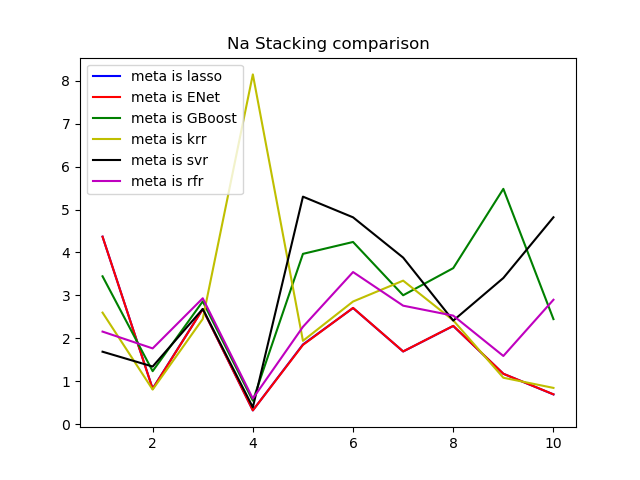 Na Stacking comparison
meta is lasso
meta is ENet
meta is GBoost
meta is krr
meta is svr
meta is rfr
8
7
6
5
4
3
2
1
0
2 4 6 8 10